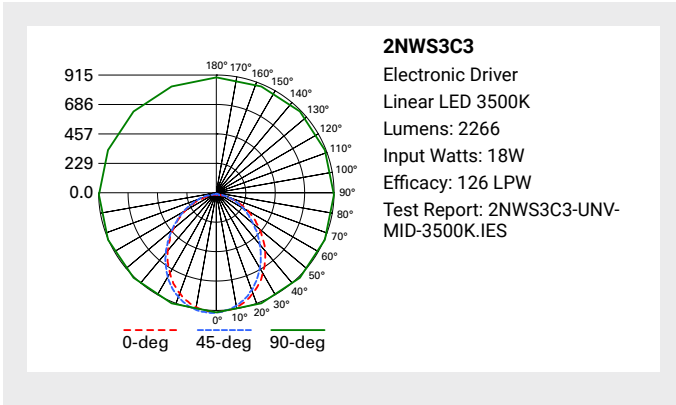 2NWS3C3
Electronic Driver
Linear LED 3500K
Lumens: 2266
Input Watts: 18W
Efficacy: 126 LPW
Test Report: 2NWS3C3-UNV-
MID-3500K.IES
915
686
457
229
0.0
180°
170°
160°
150°
140°
130°
120°
110°
100°
90°
80°
70°
60°
50°
40°
30°
20°
10°
0°
0-deg
45-deg
90-deg